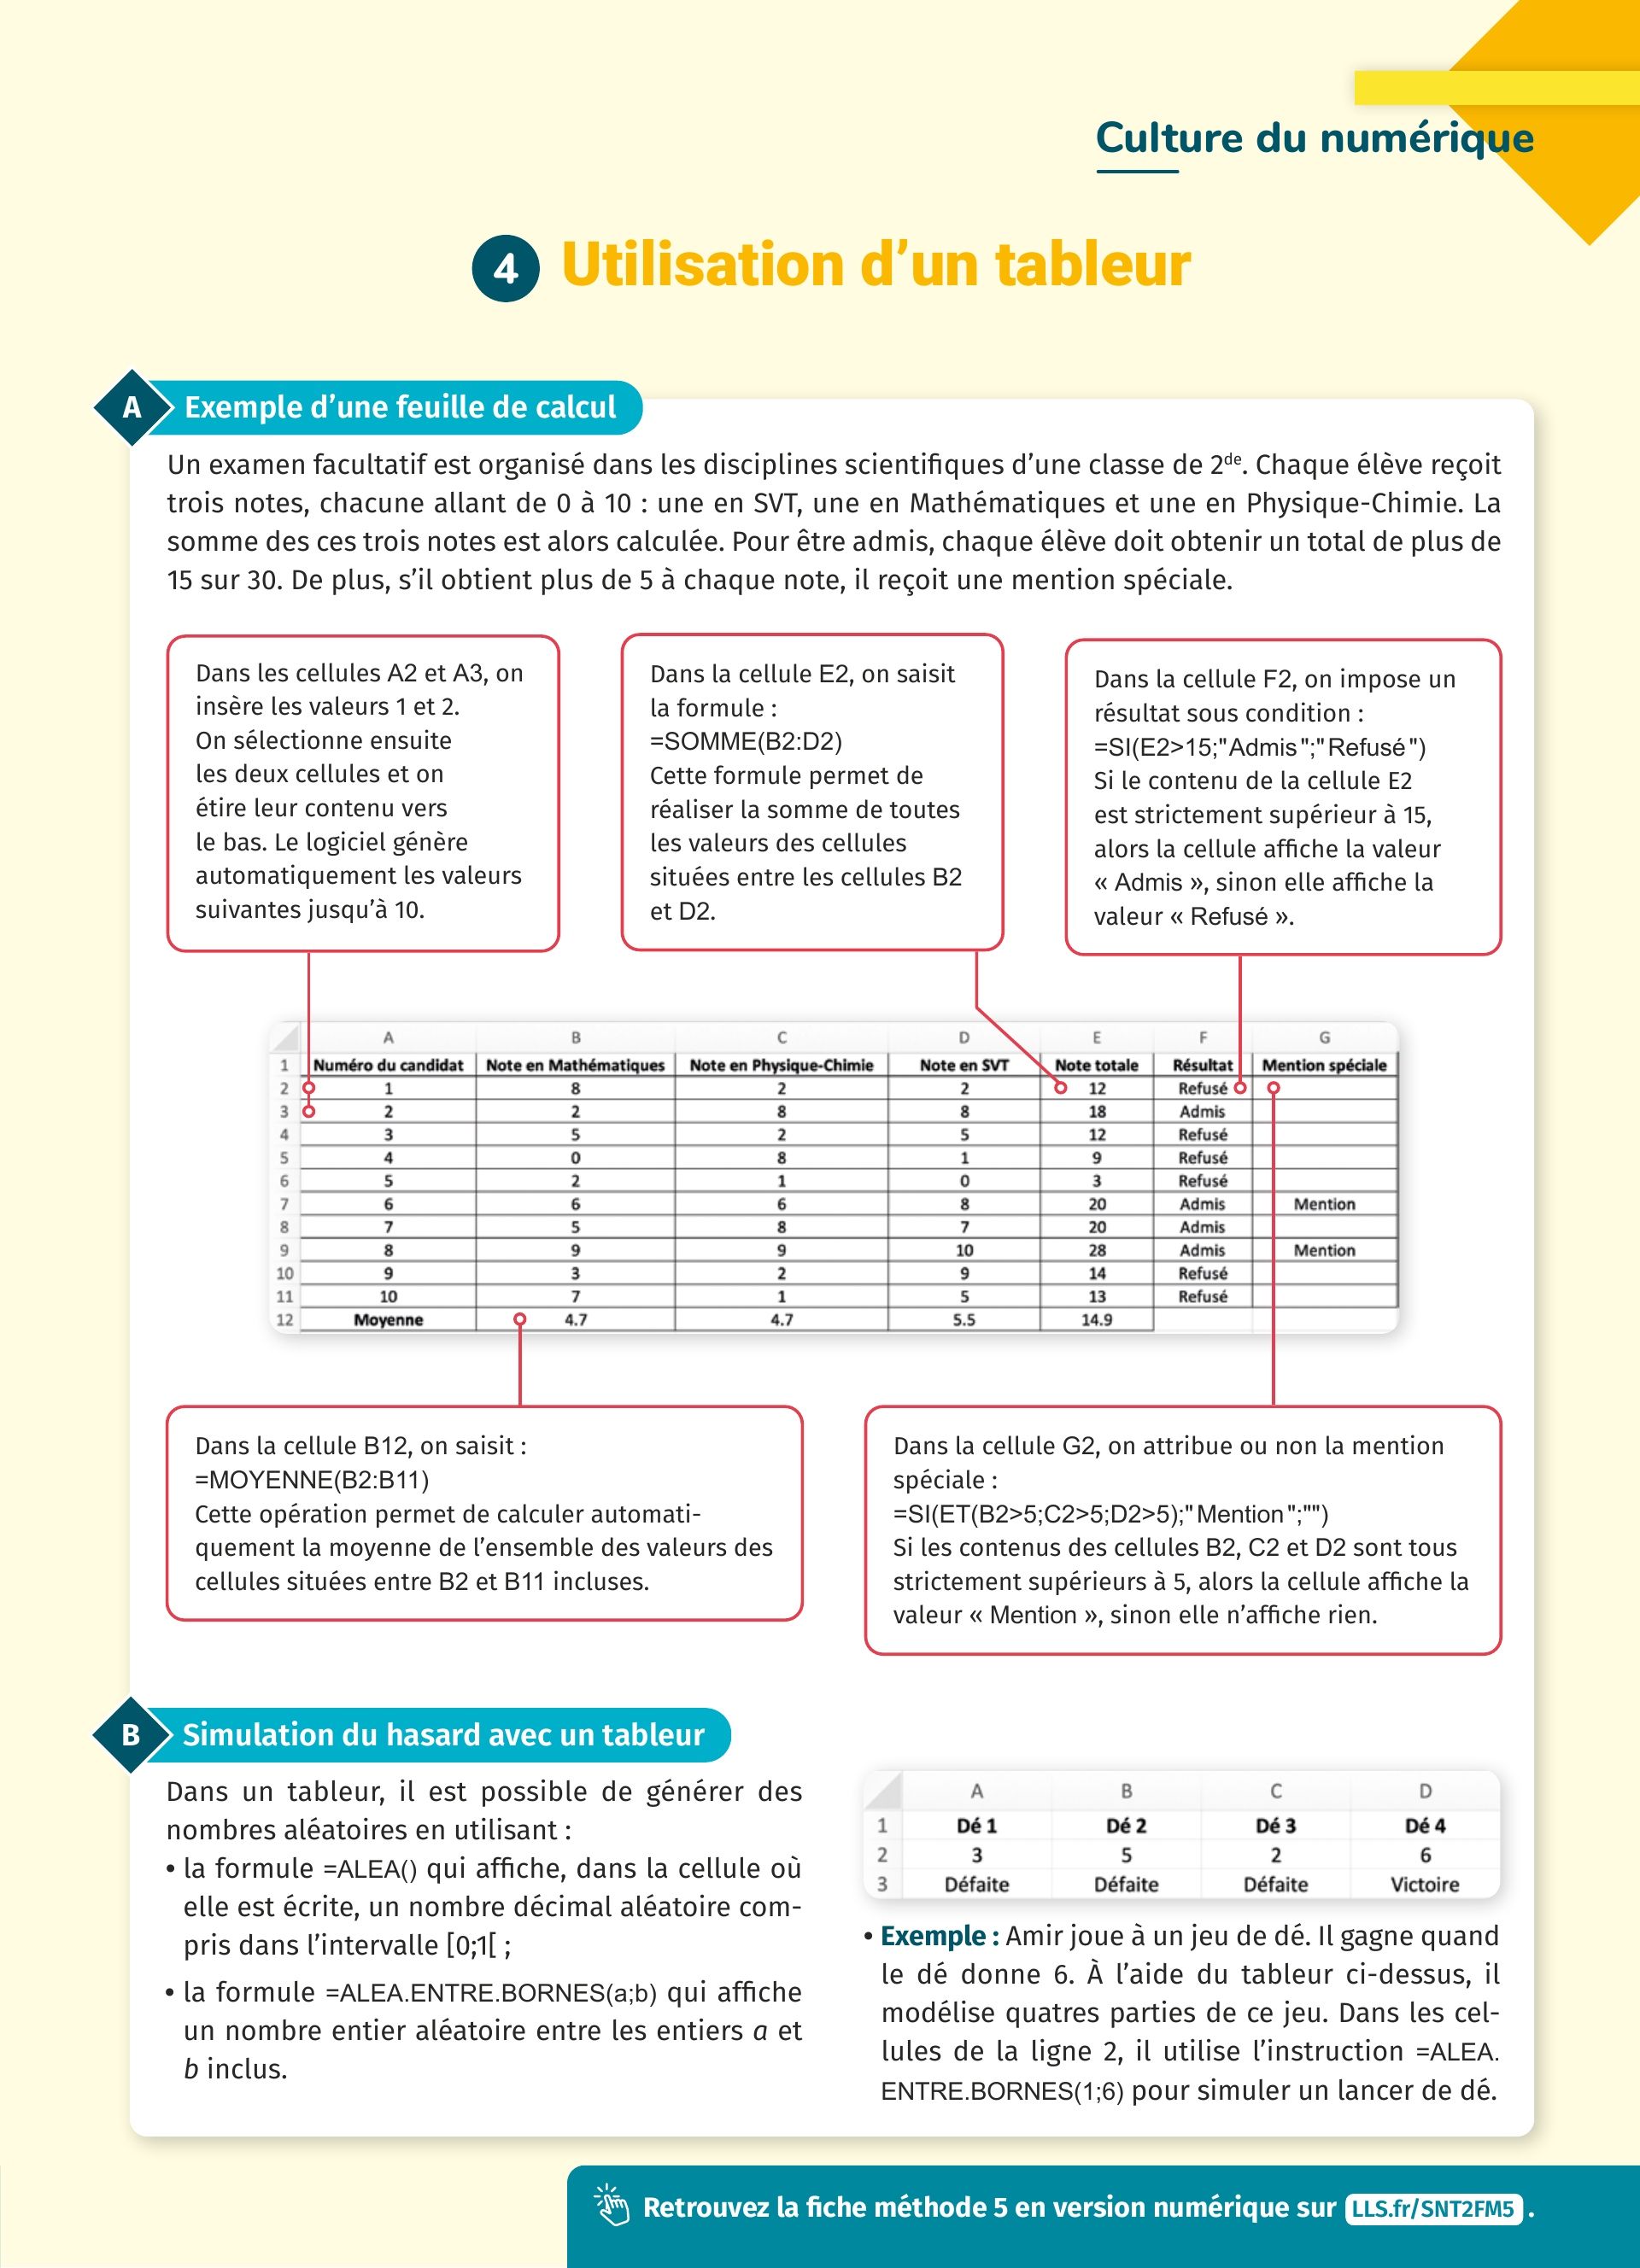 Culture du numérique
4 Utilisation d’un tableur
A Exemple d’une feuille de calcul
Un examen facultatif est organisé dans les disciplines scientifiques d’une classe de 2de. Chaque élève reçoit
trois notes, chacune allant de 0 à 10 : une en SVT, une en Mathématiques et une en Physique-Chimie. La
somme des ces trois notes est alors calculée. Pour être admis, chaque élève doit obtenir un total de plus de
15 sur 30. De plus, s’il obtient plus de 5 à chaque note, il reçoit une mention spéciale.
Dans les cellules A2 et A3, on
insère les valeurs 1 et 2.
On sélectionne ensuite
les deux cellules et on
étire leur contenu vers
le bas. Le logiciel génère
automatiquement les valeurs
suivantes jusqu’à 10.
Dans la cellule E2, on saisit
la formule :
=SOMME(B2:D2)
Cette formule permet de
réaliser la somme de toutes
les valeurs des cellules
situées entre les cellules B2
et D2.
Dans la cellule F2, on impose un
résultat sous condition :
=SI(E2>15;"Admis";"Refusé")
Si le contenu de la cellule E2
est strictement supérieur à 15,
alors la cellule affiche la valeur
« Admis », sinon elle affiche la
valeur « Refusé ».
A B C D E F G
1 Numéro du candidat Note en Mathématiques Note en Physique-Chimie Note en SVT Note totale Résultat Mention spéciale
2 1 8 2 2 12 Refusé
3 2 2 8 8 18 Admis
4 3 5 2 5 12 Refusé
5 4 0 8 1 9 Refusé
6 5 2 1 0 3 Refusé
7 6 6 6 8 20 Admis Mention
8 7 5 8 7 20 Admis
9 8 9 9 10 28 Admis Mention
10 9 3 2 9 14 Refusé
11 10 7 1 5 13 Refusé
12 Moyenne 4.7 4.7 5.5 14.9
Dans la cellule B12, on saisit :
=MOYENNE(B2:B11)
Cette opération permet de calculer automati-
quement la moyenne de l’ensemble des valeurs des
cellules situées entre B2 et B11 incluses.
Dans la cellule G2, on attribue ou non la mention
spéciale :
=SI(ET(B2>5;C2>5;D2>5);"Mention";"")
Si les contenus des cellules B2, C2 et D2 sont tous
strictement supérieurs à 5, alors la cellule affiche la
valeur « Mention », sinon elle n’affiche rien.
B Simulation du hasard avec un tableur
Dans un tableur, il est possible de générer des
nombres aléatoires en utilisant :
• la formule =ALEA() qui affiche, dans la cellule où
elle est écrite, un nombre décimal aléatoire com-
pris dans l’intervalle [0;1[ ;
• la formule =ALEA.ENTRE.BORNES(a;b) qui affiche
un nombre entier aléatoire entre les entiers a et
b inclus.
A B C D
1 Dé 1 Dé 2 Dé 3 Dé 4
2 3 5 2 6
3 Défaite Défaite Défaite Victoire
• Exemple : Amir joue à un jeu de dé. Il gagne quand
le dé donne 6. À l’aide du tableur ci-dessus, il
modélise quatres parties de ce jeu. Dans les cel-
lules de la ligne 2, il utilise l’instruction =ALEA.
ENTRE.BORNES(1;6) pour simuler un lancer de dé.
Retrouvez la fiche méthode 5 en version numérique sur LLS.fr/SNT2FM5 .